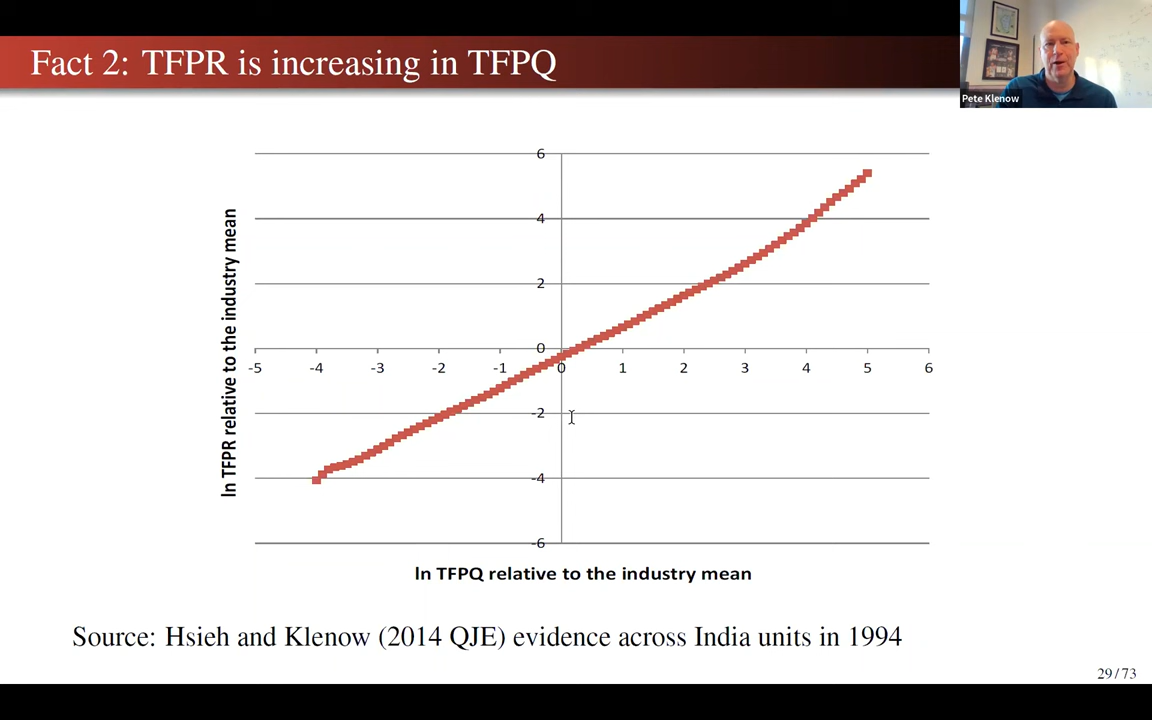 Fact 2: TFPR is increasing in TFPQ
Pete Klenow
ln TFPR relative to the industry mean
6
4
2
0
-5 -4 -3 -2 -1 0 1 2 3 4 5 6
-2
-4
-6
ln TFPQ relative to the industry mean
Source: Hsieh and Klenow (2014 QJE) evidence across India units in 1994
29/73